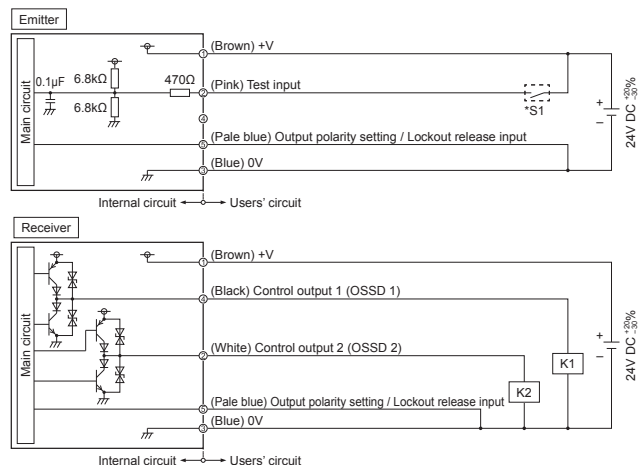 Emitter
(Brown) +V
①
0.1μF
6.8kΩ
470Ω
(Pink) Test input
②
*S1
6.8kΩ
④
Main circuit
(Pale blue) Output polarity setting / Lockout release input
⑤
(Blue) 0V
③
+
–
24V DC +20 –30 %
Internal circuit
Users' circuit
Receiver
(Brown) +V
①
(Black) Control output 1 (OSSD 1)
④
Main circuit
(White) Control output 2 (OSSD 2)
②
K1
K2
(Pale blue) Output polarity setting / Lockout release input
⑤
(Blue) 0V
③
+
–
24V DC +20 –30 %
Internal circuit
Users' circuit